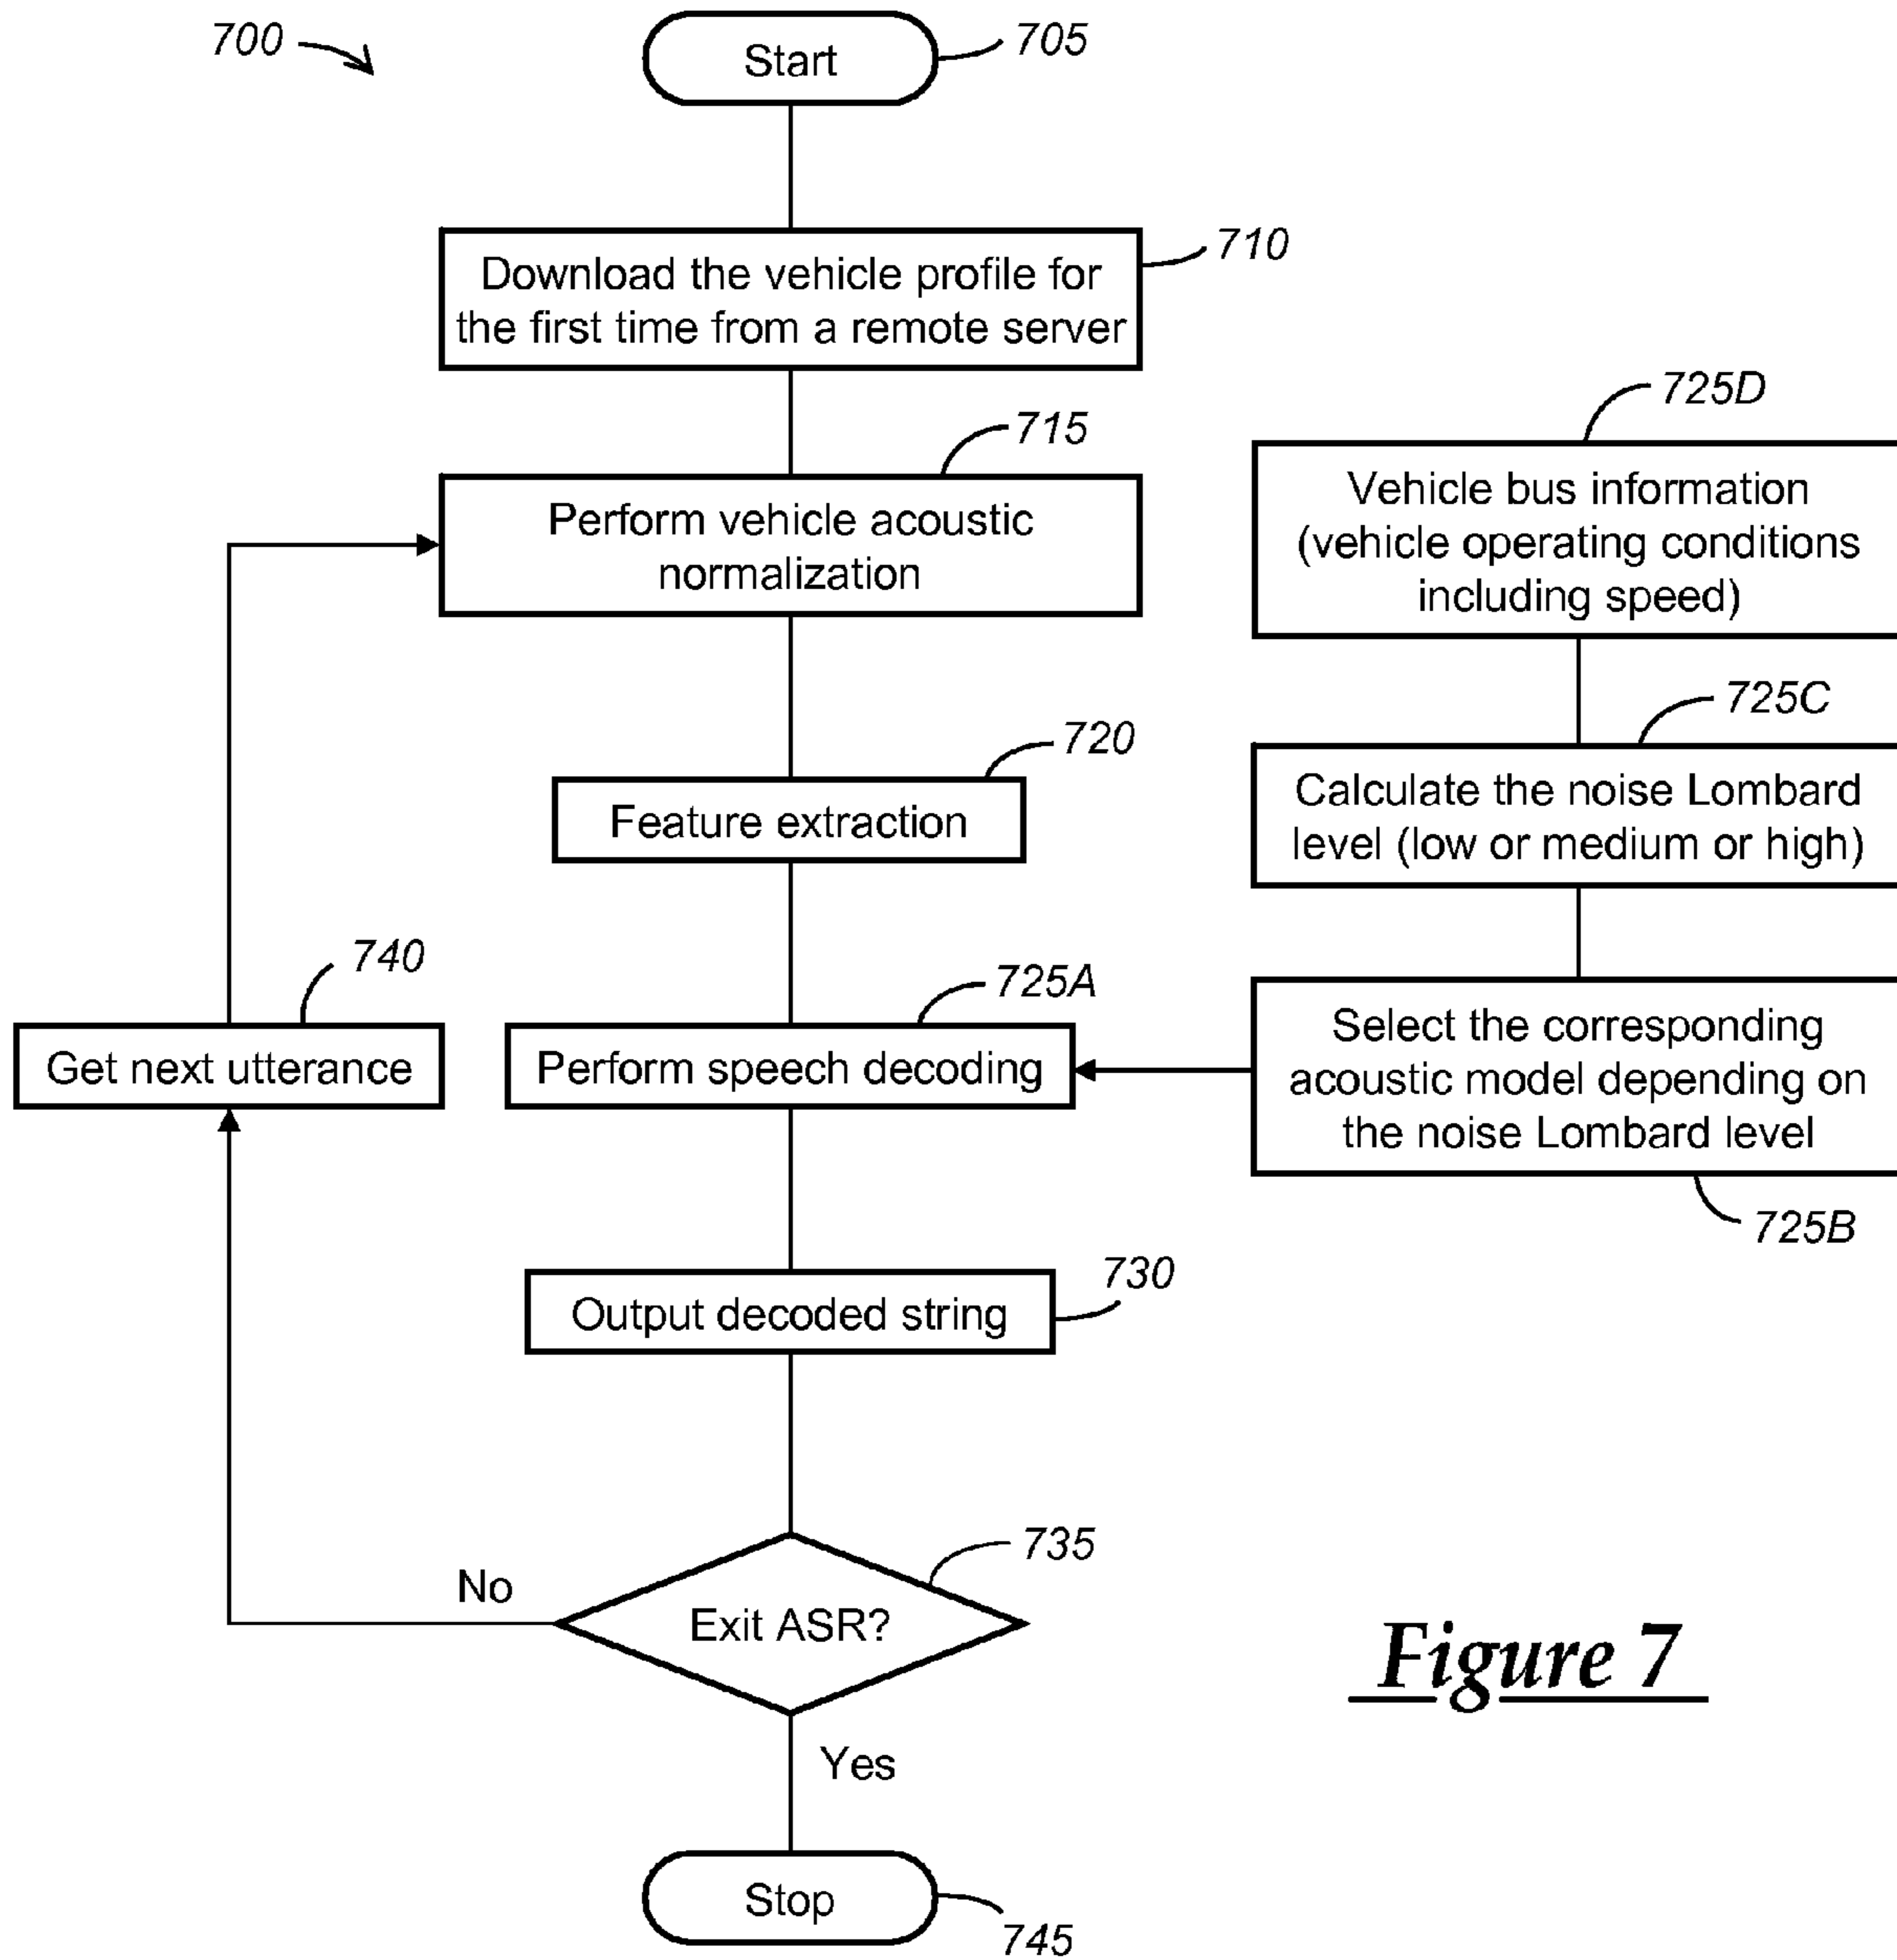 700
Start
705
Download the vehicle profile for
the first time from a remote server
710
Perform vehicle acoustic
normalization
715
Feature extraction
720
Perform speech decoding
725A
Vehicle bus information
(vehicle operating conditions
including speed)
725D
Calculate the noise Lombard
level (low or medium or high)
725C
Select the corresponding
acoustic model depending on
the noise Lombard level
725B
Get next utterance
740
Output decoded string
730
Exit ASR?
735
No
Yes
Stop
745
Figure 7